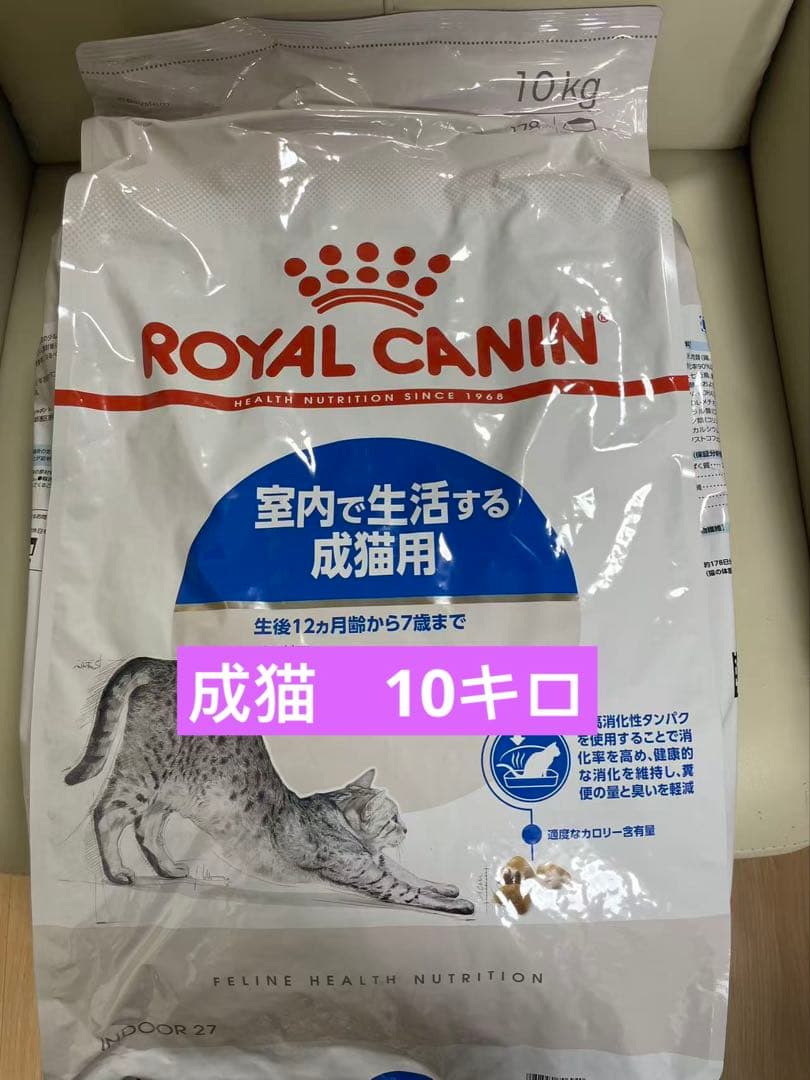 10kg
ROYAL CANIN®
HEALTH NUTRITION SINCE 1968
室内で生活する
成猫用
生後12ヵ月齢から7歳まで
成猫　10キロ
高消化性タンパク
を使用することで消
化率を高め、健康的
な消化を維持し、糞
便の量と臭いを軽減
適度なカロリー含有量
FELINE HEALTH NUTRITION
INDOOR 27